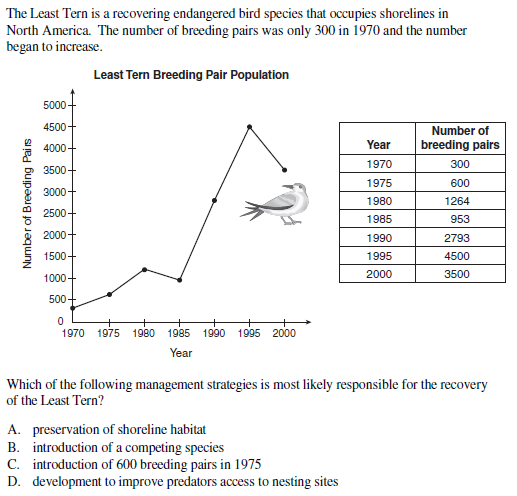 The Least Tern is a recovering endangered bird species that occupies shorelines in
North America. The number of breeding pairs was only 300 in 1970 and the number
began to increase.
Least Tern Breeding Pair Population
Number of Breeding Pairs
5000
4500
4000
3500
3000
2500
2000
1500
1000
500
0
1970 1975 1980 1985 1990 1995 2000
Year
Year Number of breeding pairs
1970 300
1975 600
1980 1264
1985 953
1990 2793
1995 4500
2000 3500
Which of the following management strategies is most likely responsible for the recovery
of the Least Tern?
A. preservation of shoreline habitat
B. introduction of a competing species
C. introduction of 600 breeding pairs in 1975
D. development to improve predators access to nesting sites